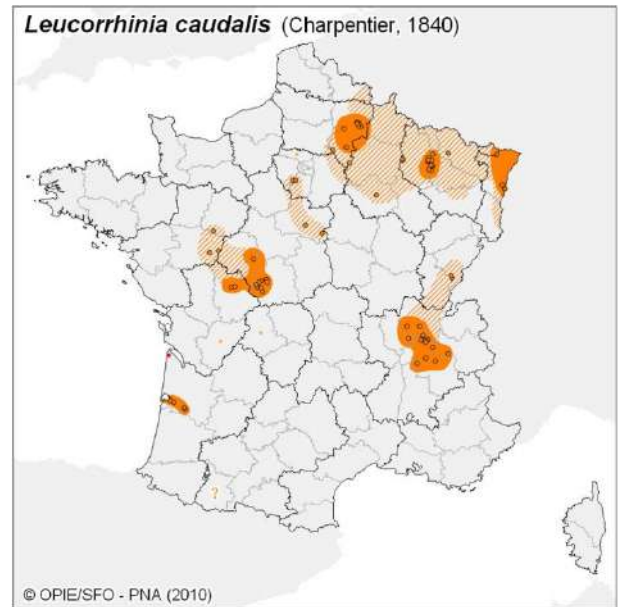 Leucorrhinia caudalis (Charpentier, 1840)
?
© OPIE/SFO - PNA (2010)